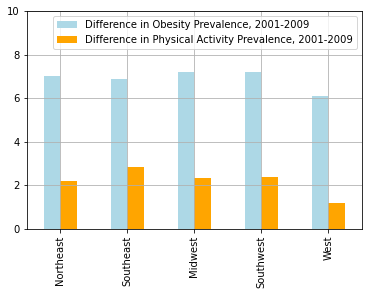 Difference in Obesity Prevalence, 2001-2009
Difference in Physical Activity Prevalence, 2001-2009
10
8
6
4
2
0
Northeast
Southeast
Midwest
Southwest
West